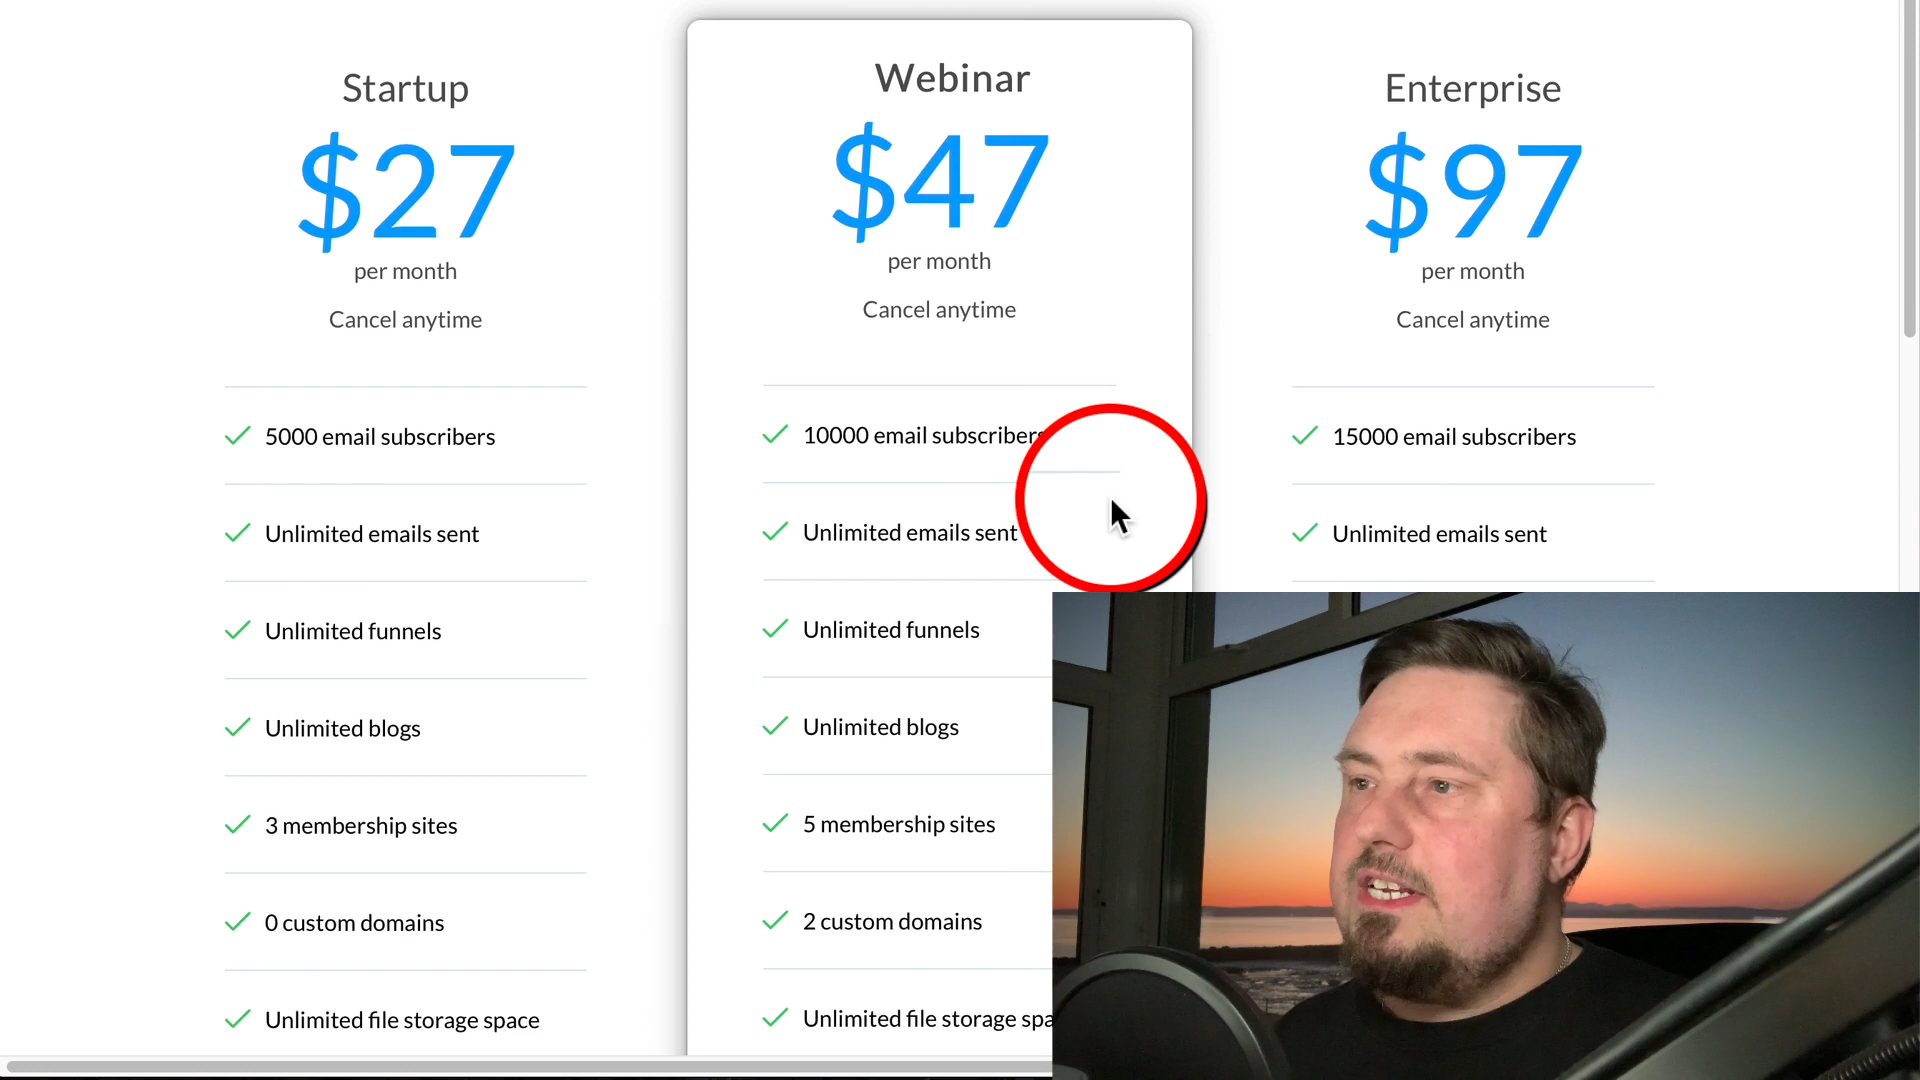 Startup
$27
per month
Cancel anytime
5000 email subscribers
Unlimited emails sent
Unlimited funnels
Unlimited blogs
3 membership sites
0 custom domains
Unlimited file storage space
Webinar
$47
per month
Cancel anytime
10000 email subscribers
Unlimited emails sent
Unlimited funnels
Unlimited blogs
5 membership sites
2 custom domains
Unlimited file storage
Enterprise
$97
per month
Cancel anytime
15000 email subscribers
Unlimited emails sent